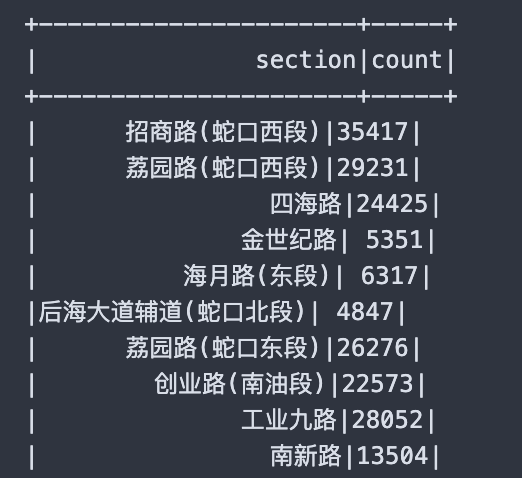 +----------------------+-----+
|               section|count|
+----------------------+-----+
|      招商路(蛇口西段)|35417|
|      荔园路(蛇口西段)|29231|
|                四海路|24425|
|              金世纪路| 5351|
|          海月路(东段)| 6317|
|后海大道辅道(蛇口北段)| 4847|
|      荔园路(蛇口东段)|26276|
|        创业路(南油段)|22573|
|              工业九路|28052|
|                南新路|13504|